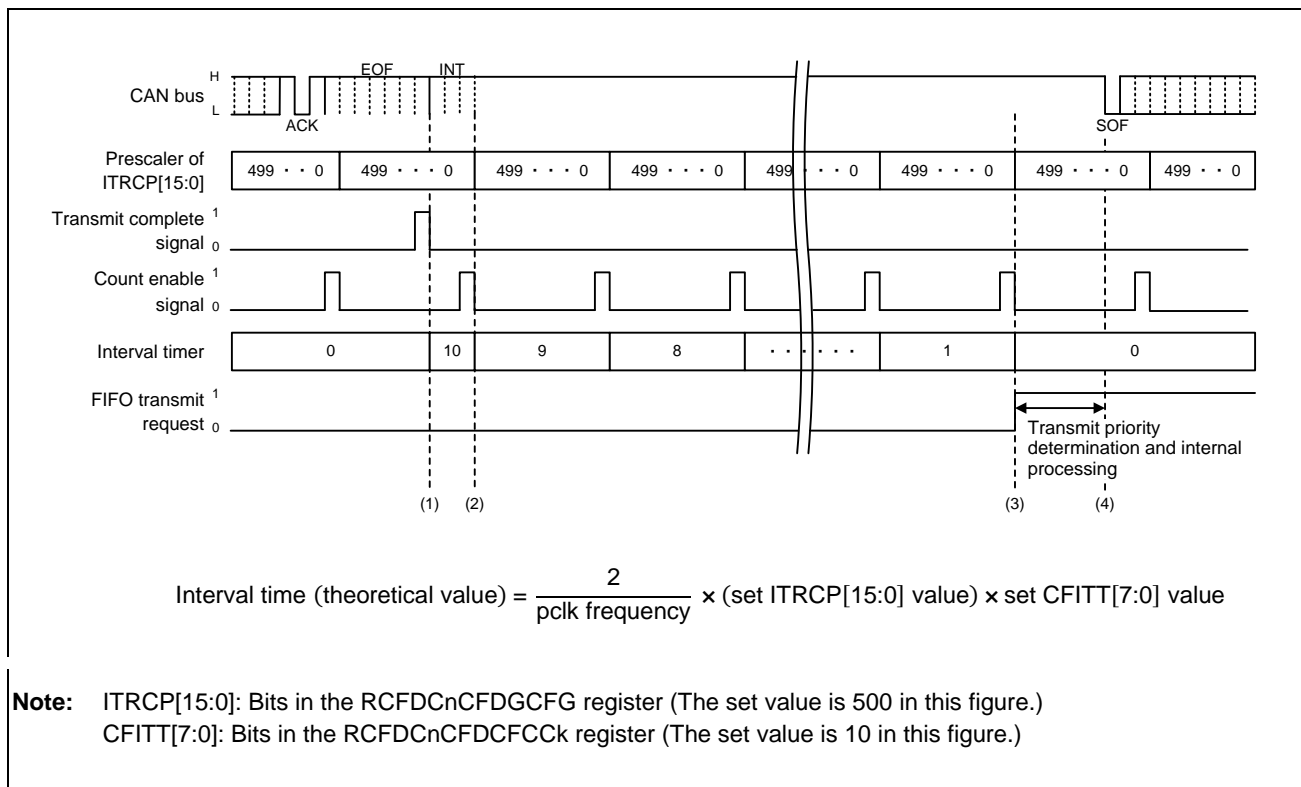 H
EOF INT
CAN bus
L
ACK SOF
Prescaler of
ITRCP[15:0]
499 · · 0 499 · · · 0 499 · · · 0 499 · · · 0 499 · · · 0 499 · · · 0 499 · · · 0 499 · · 0
Transmit complete 1
signal 0
Count enable 1
signal 0
Interval timer 0 10 9 8 · · · · · · 1 0
FIFO transmit 1
request 0
Transmit priority
determination and internal
processing
(1) (2) (3) (4)
Interval time (theoretical value) = 2 / pclk frequency × (set ITRCP[15:0] value) × set CFITT[7:0] value
Note: ITRCP[15:0]: Bits in the RCFDCnCFDGCFG register (The set value is 500 in this figure.)
CFITT[7:0]: Bits in the RCFDCnCFDCFCCk register (The set value is 10 in this figure.)